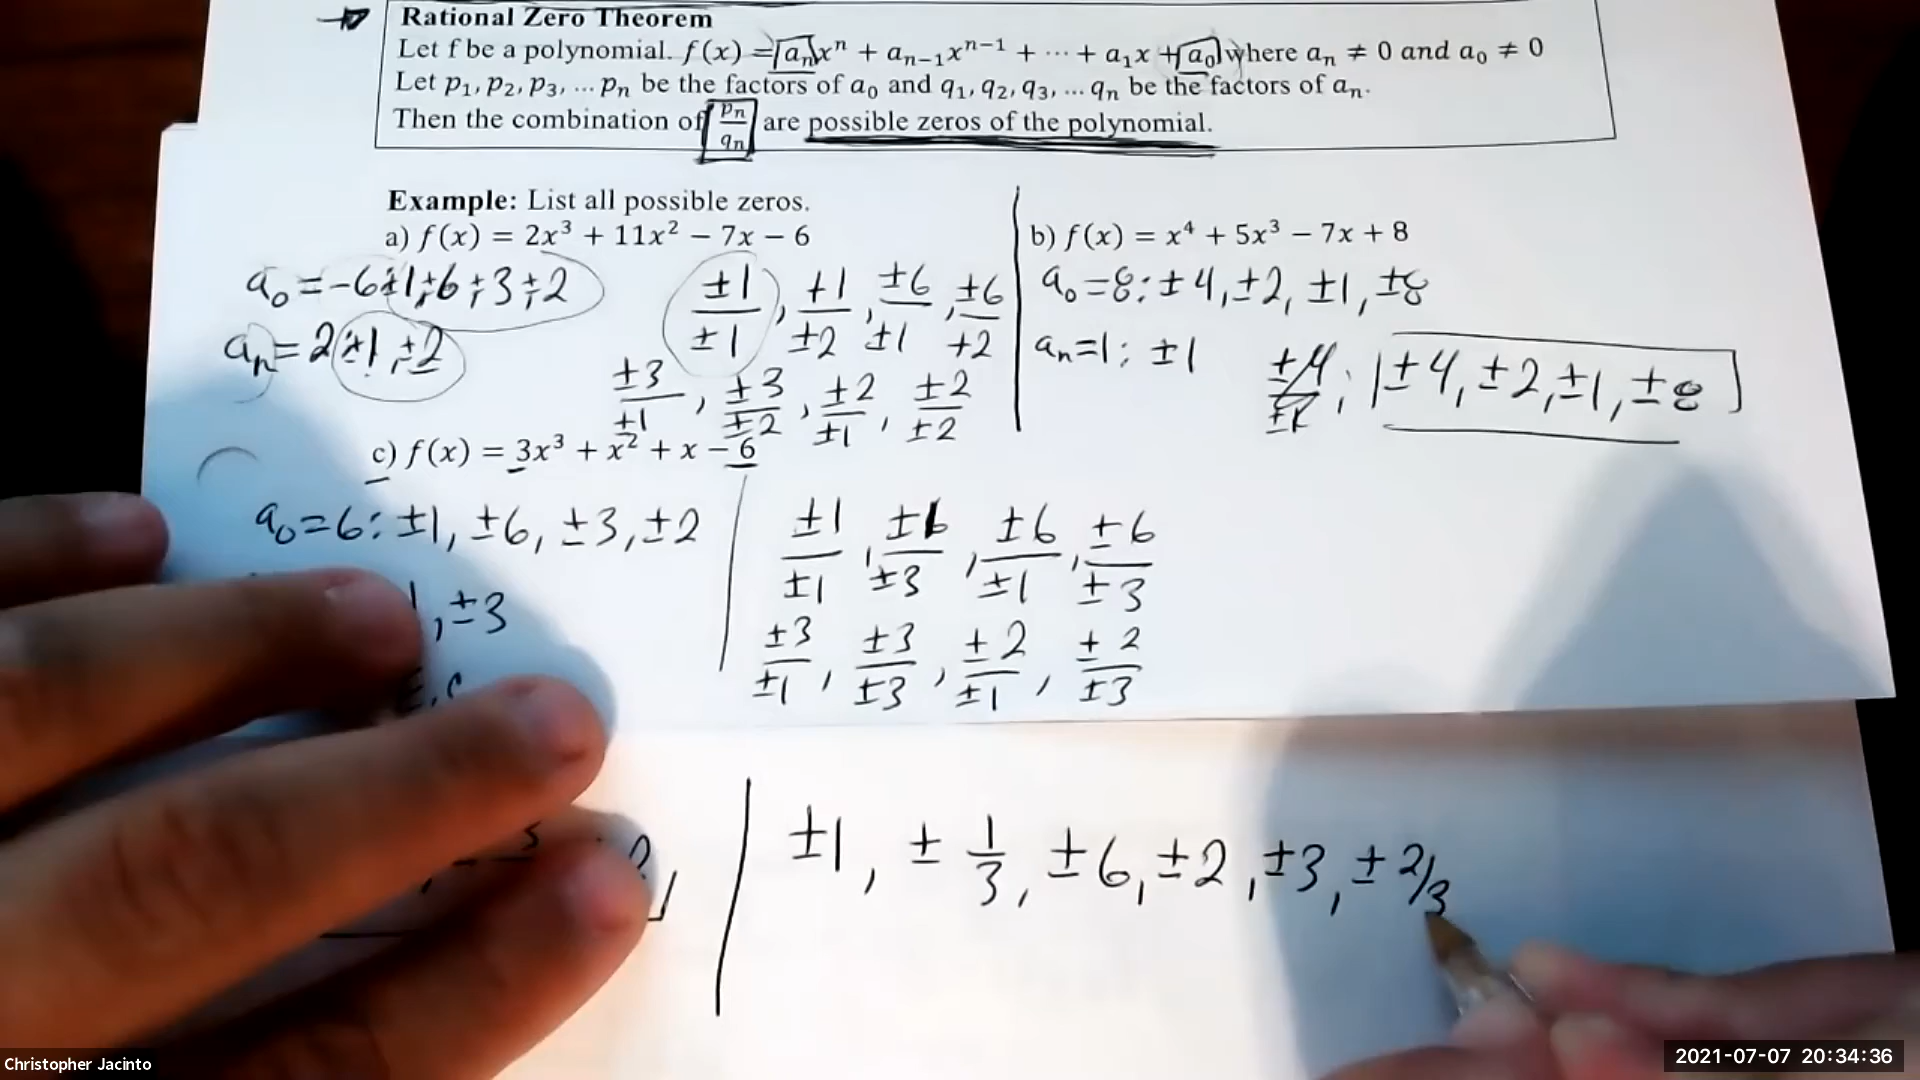 Rational Zero Theorem
Let f be a polynomial. f(x) = aₙxⁿ + aₙ₋₁xⁿ⁻¹ + ⋯ + a₁x + a₀ where aₙ ≠ 0 and a₀ ≠ 0
Let p₁, p₂, p₃, … pₙ be the factors of a₀ and q₁, q₂, q₃, … qₙ be the factors of aₙ.
Then the combination of pₙ/qₙ are possible zeros of the polynomial.
Example: List all possible zeros.
a) f(x) = 2x³ + 11x² − 7x − 6
a₀ = -6: ±1, ±6, ±3, ±2
aₙ = 2: ±1, ±2
±1/±1, +1/±2, ±6/±1, ±6/+2
±3/±1, ±3/±2, ±2/±1, ±2/±2
b) f(x) = x⁴ + 5x³ − 7x + 8
a₀ = 8: ±4, ±2, ±1, ±8
aₙ = 1: ±1
±4/±1; ±4, ±2, ±1, ±8
c) f(x) = 3x³ + x² + x − 6
a₀ = 6: ±1, ±6, ±3, ±2
, ±3
±1/±1, ±1/±3, ±6/±1, ±6/±3
±3/±1, ±3/±3, ±2/±1, ±2/±3
±1, ± 1/3, ±6, ±2, ±3, ± 2/3
Christopher Jacinto
2021-07-07 20:34:36